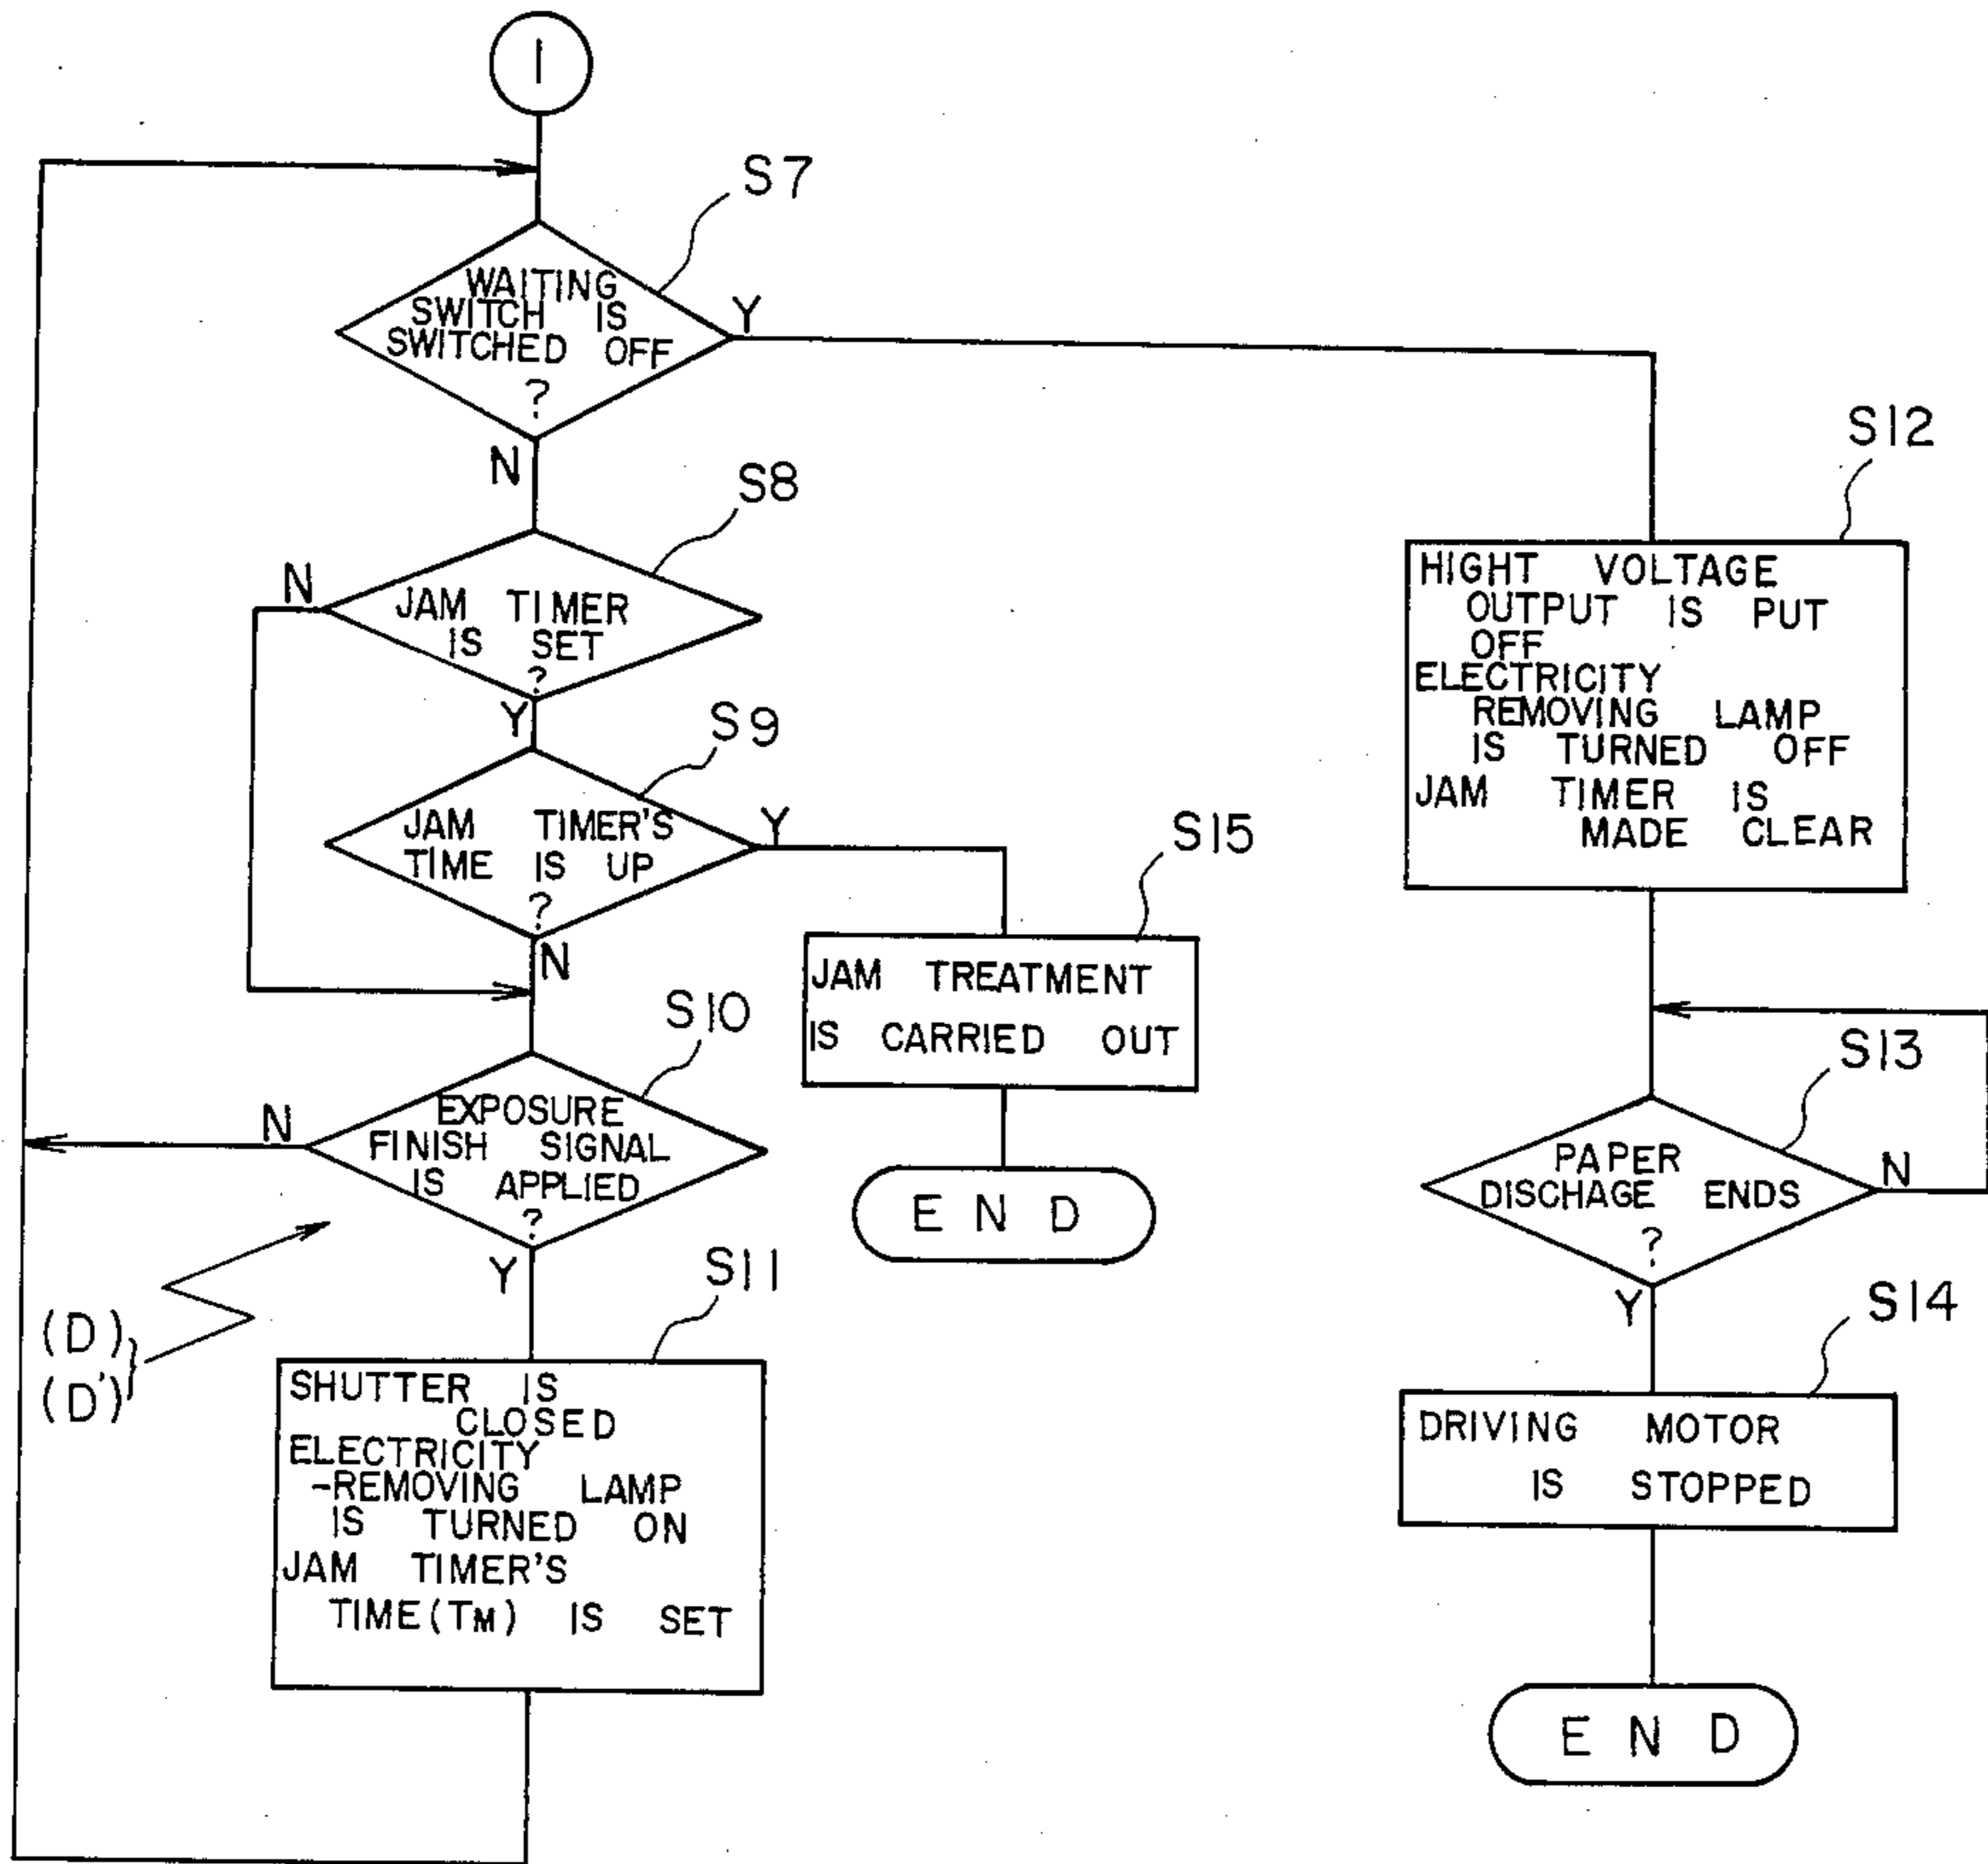 1
S7
WAITING
SWITCH IS
SWITCHED OFF
?
Y
N
S8
JAM TIMER
IS SET
?
N
Y
S9
JAM TIMER'S
TIME IS UP
?
Y
N
S15
JAM TREATMENT
IS CARRIED OUT
END
S10
EXPOSURE
FINISH SIGNAL
IS APPLIED
?
N
Y
(D)
(D')
S11
SHUTTER IS
CLOSED
ELECTRICITY
-REMOVING LAMP
IS TURNED ON
JAM TIMER'S
TIME(TM) IS SET
S12
HIGHT VOLTAGE
OUTPUT IS PUT
OFF
ELECTRICITY
REMOVING LAMP
IS TURNED OFF
JAM TIMER IS
MADE CLEAR
S13
PAPER
DISCHAGE ENDS
?
N
Y
S14
DRIVING MOTOR
IS STOPPED
END